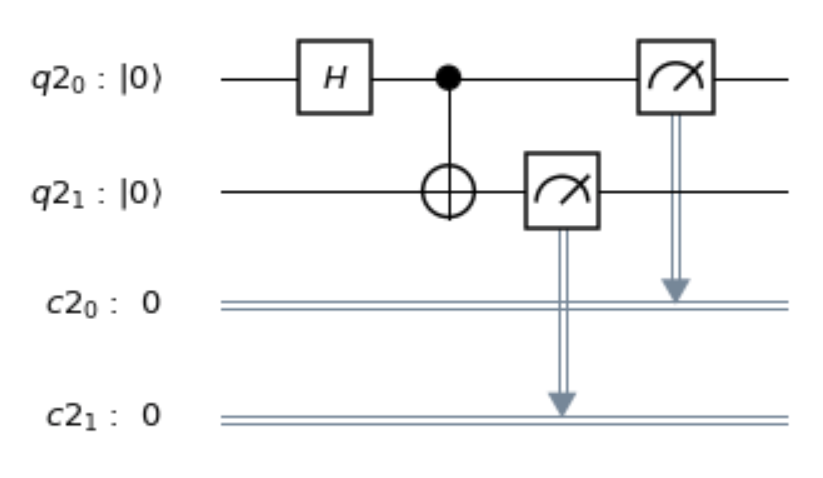 q2₀ : |0⟩ H
q2₁ : |0⟩
c2₀ : 0
c2₁ : 0